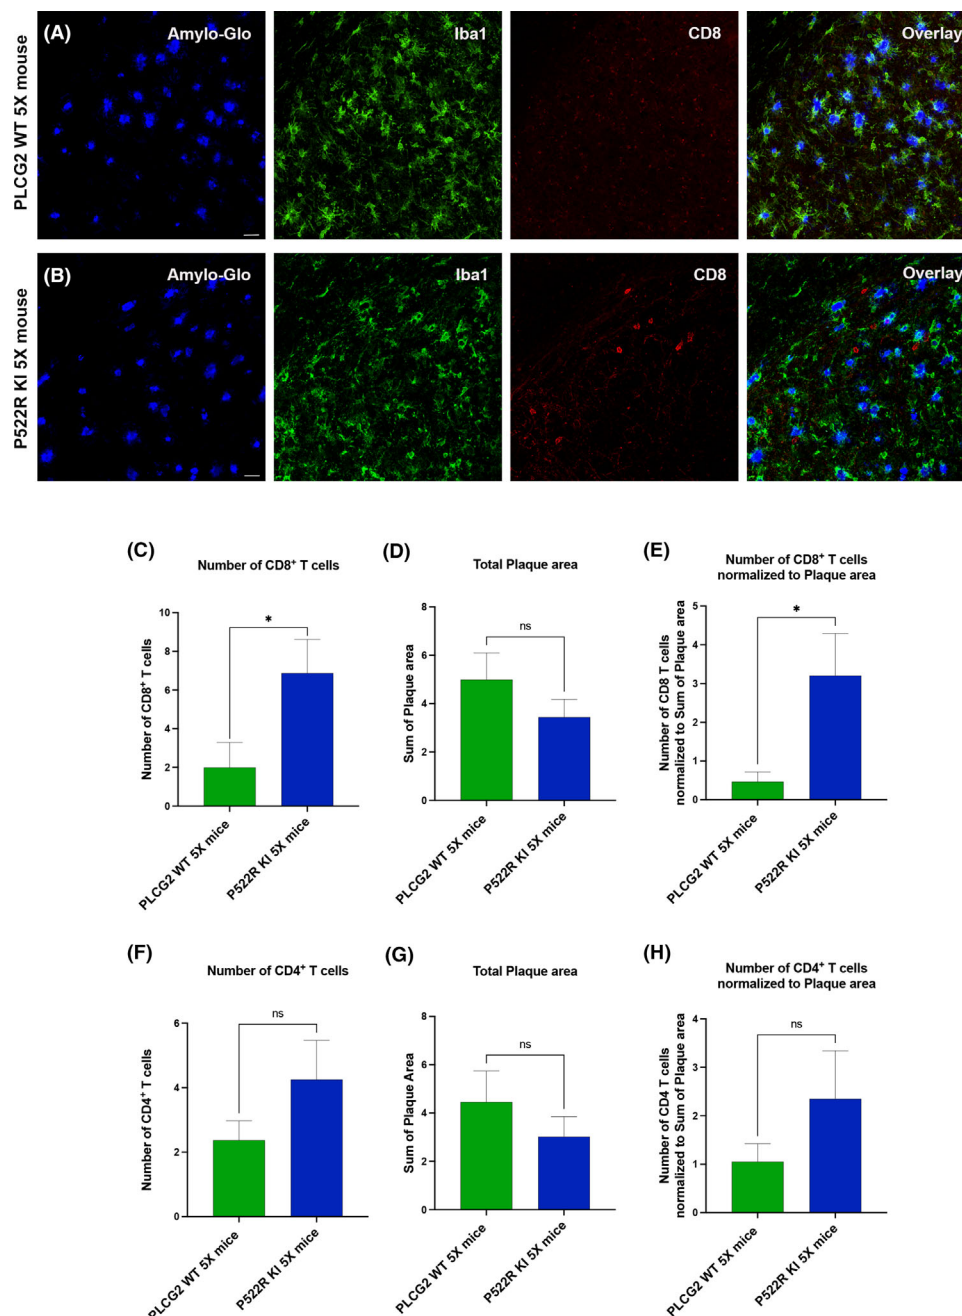 PLCG2 WT 5X mouse
(A)
Amylo-Glo
Iba1
CD8
Overlay
P522R KI 5X mouse
(B)
Amylo-Glo
Iba1
CD8
Overlay
(C)
Number of CD8⁺ T cells
Number of CD8⁺ T cells
10
8
6
4
2
0
*
PLCG2 WT 5X mice
P522R KI 5X mice
(D)
Total Plaque area
Sum of Plaque area
8
6
4
2
0
ns
PLCG2 WT 5X mice
P522R KI 5X mice
(E)
Number of CD8⁺ T cells
normalized to Plaque area
Number of CD8 T cells
normalized to Sum of Plaque area
5
4
3
2
1
0
*
PLCG2 WT 5X mice
P522R KI 5X mice
(F)
Number of CD4⁺ T cells
Number of CD4⁺ T cells
6
4
2
0
ns
PLCG2 WT 5X mice
P522R KI 5X mice
(G)
Total Plaque area
Sum of Plaque Area
8
6
4
2
0
ns
PLCG2 WT 5X mice
P522R KI 5X mice
(H)
Number of CD4⁺ T cells
normalized to Plaque area
Number of CD4 T cells
normalized to Sum of Plaque area
4
3
2
1
0
ns
PLCG2 WT 5X mice
P522R KI 5X mice